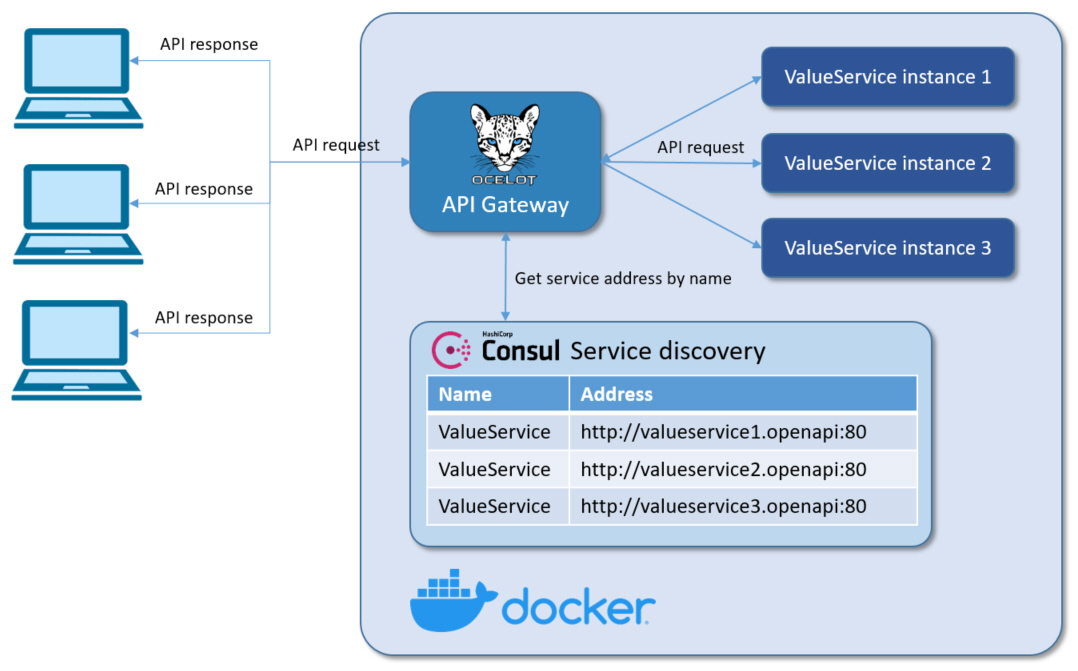 API response
API request
API response
API response
OCELOT
API Gateway
API request
ValueService instance 1
ValueService instance 2
ValueService instance 3
Get service address by name
HashiCorp
Consul Service discovery
Name Address
ValueService http://valueservice1.openapi:80
ValueService http://valueservice2.openapi:80
ValueService http://valueservice3.openapi:80
docker